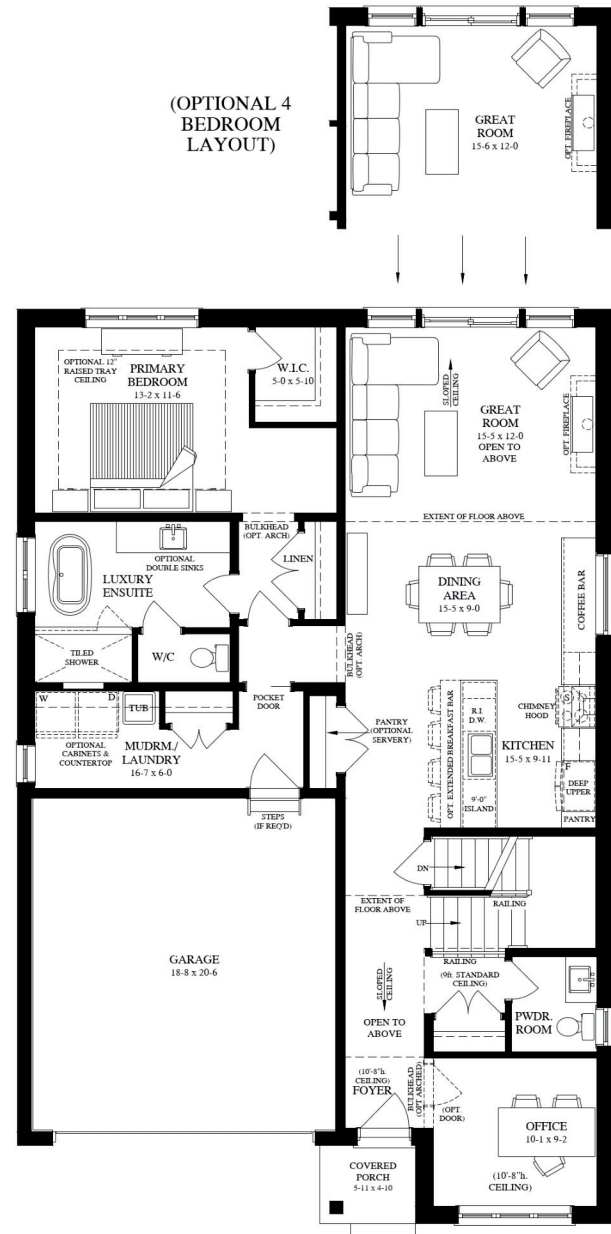 (OPTIONAL 4
BEDROOM
LAYOUT)
GREAT
ROOM
15-6 x 12-0
OPT. FIREPLACE
OPTIONAL 12"
RAISED TRAY
CEILING
PRIMARY
BEDROOM
13-2 x 11-6
W.I.C.
5-0 x 5-10
SLOPED
CEILING
GREAT
ROOM
15-5 x 12-0
OPEN TO
ABOVE
OPT. FIREPLACE
EXTENT OF FLOOR ABOVE
BULKHEAD
(OPT. ARCH)
LINEN
OPTIONAL
DOUBLE SINKS
LUXURY
ENSUITE
W/C
TILED
SHOWER
DINING
AREA
15-5 x 9-0
COFFEE BAR
BULKHEAD
(OPT. ARCH)
W
D
TUB
OPTIONAL
CABINETS &
COUNTERTOP
MUDRM./
LAUNDRY
16-7 x 6-0
POCKET
DOOR
PANTRY
(OPTIONAL
SERVERY)
OPT. EXTENDED BREAKFAST BAR
R.I.
D.W.
9'-0"
ISLAND
CHIMNEY
HOOD
S
KITCHEN
15-5 x 9-11
F
DEEP
UPPER
PANTRY
STEPS
(IF REQ'D)
DN
RAILING
EXTENT OF
FLOOR ABOVE
UP
RAILING
(9ft. STANDARD
CEILING)
GARAGE
18-8 x 20-6
SLOPED
CEILING
OPEN TO
ABOVE
PWDR.
ROOM
(10'-8"h.
CEILING)
FOYER
BULKHEAD
(OPT ARCHED)
(OPT.
DOOR)
OFFICE
10-1 x 9-2
(10'-8"h.
CEILING)
COVERED
PORCH
5-11 x 4-10